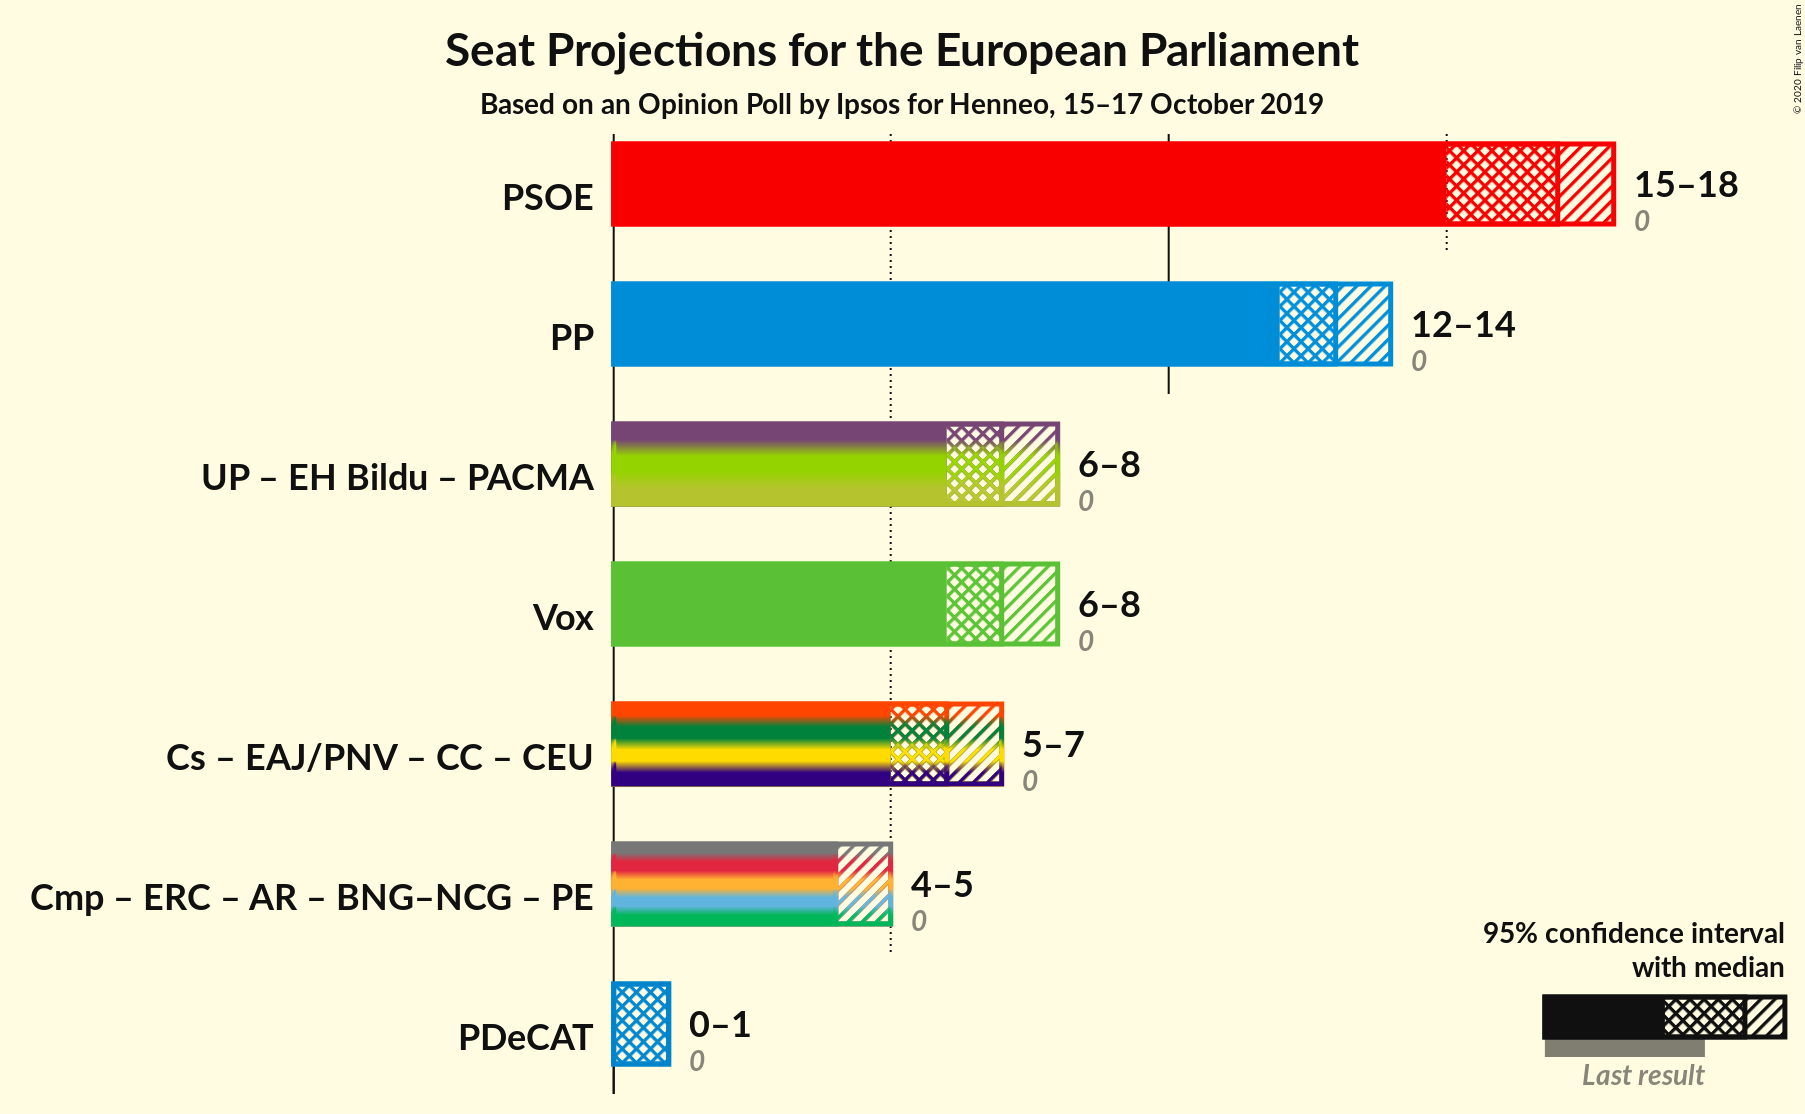 Seat Projections for the European Parliament
Based on an Opinion Poll by Ipsos for Henneo, 15–17 October 2019
© 2020 Filip van Laenen
PSOE
15–18
0
PP
12–14
0
UP – EH Bildu – PACMA
6–8
0
Vox
6–8
0
Cs – EAJ/PNV – CC – CEU
5–7
0
Cmp – ERC – AR – BNG–NCG – PE
4–5
0
PDeCAT
0–1
0
95% confidence interval
with median
Last result